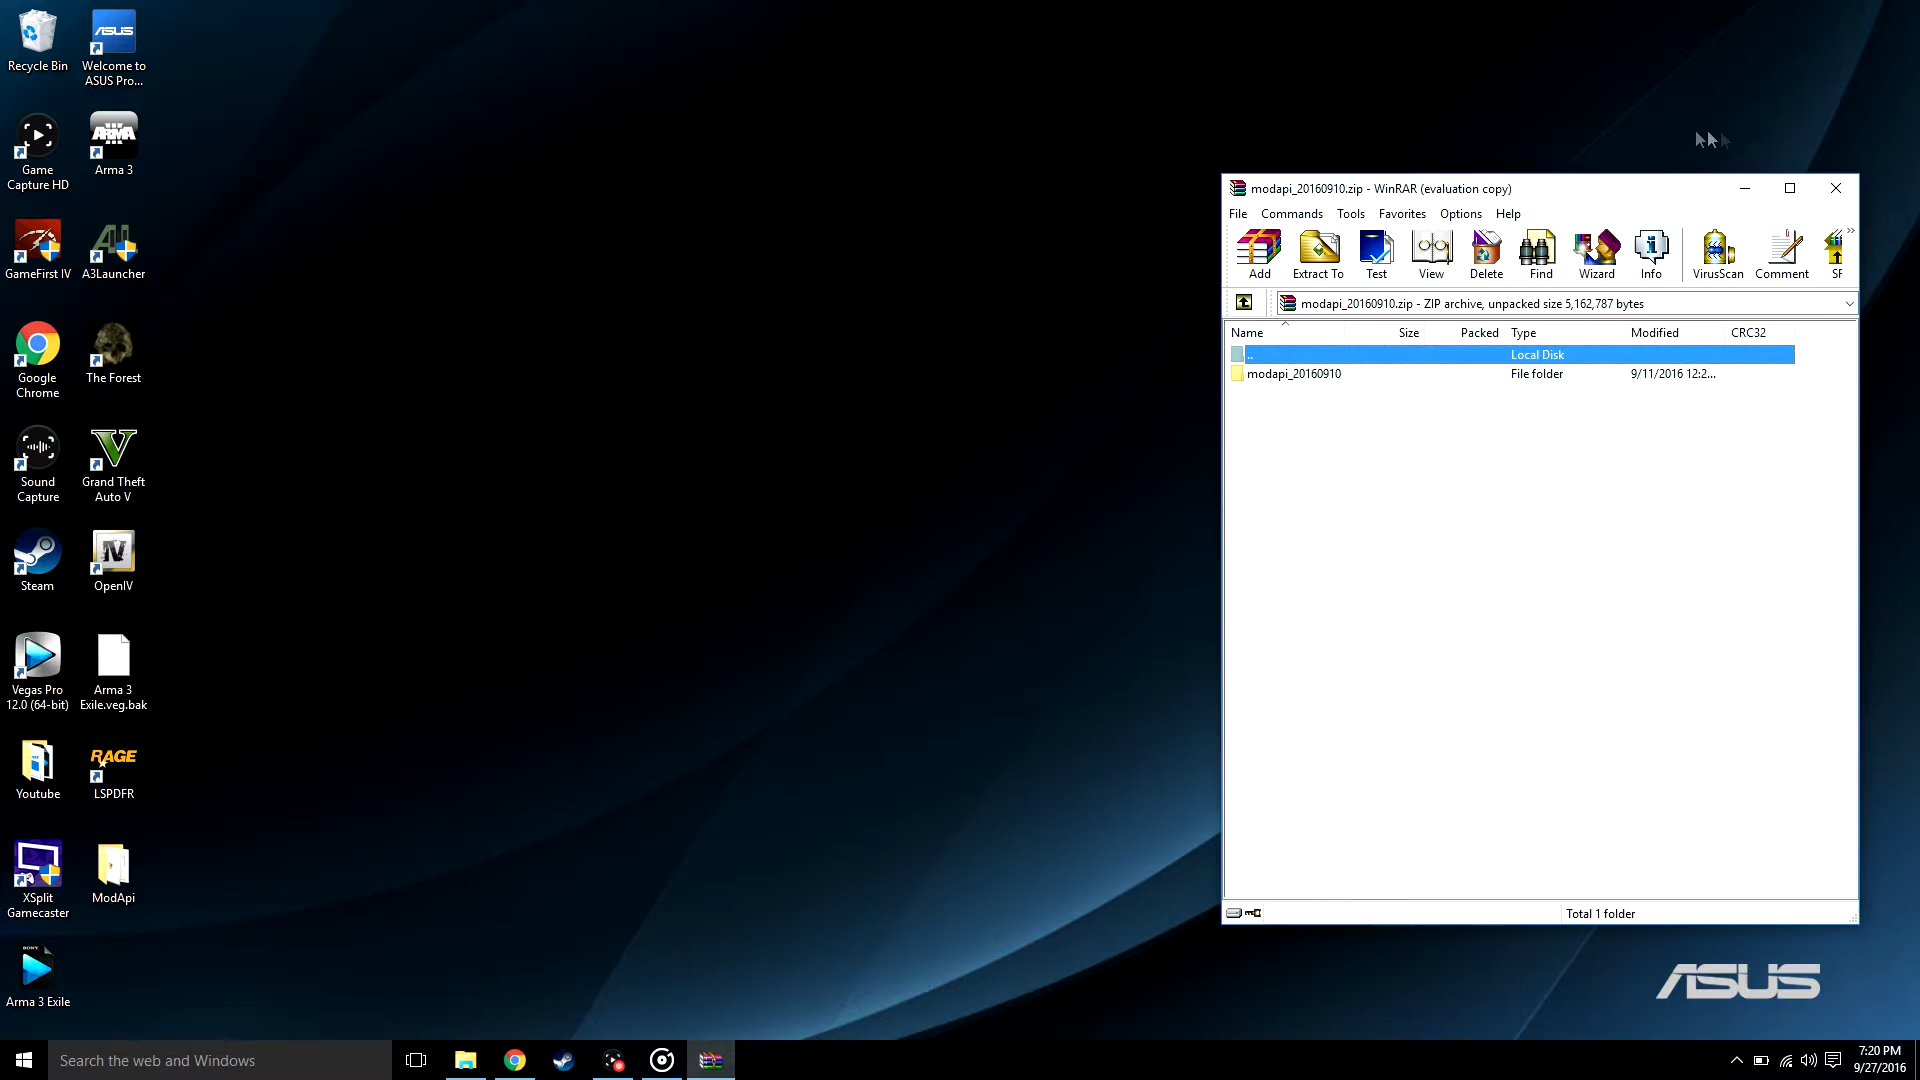 Recycle Bin
ASUS
Welcome to
ASUS Pro...
Game
Capture HD
ARMA
III
Arma 3
GameFirst IV
A3Launcher
Google
Chrome
The Forest
Sound
Capture
V
Grand Theft
Auto V
Steam
IV
OpenIV
Vegas Pro
12.0 (64-bit)
Arma 3
Exile.veg.bak
Youtube
RAGE
LSPDFR
XSplit
Gamecaster
ModApi
SONY
Arma 3 Exile
modapi_20160910.zip - WinRAR (evaluation copy)
File Commands Tools Favorites Options Help
Add Extract To Test View Delete Find Wizard Info VirusScan Comment SF
»
modapi_20160910.zip - ZIP archive, unpacked size 5,162,787 bytes
Name Size Packed Type Modified CRC32
.. Local Disk
modapi_20160910 File folder 9/11/2016 12:2...
Total 1 folder
ASUS
Search the web and Windows
7:20 PM
9/27/2016